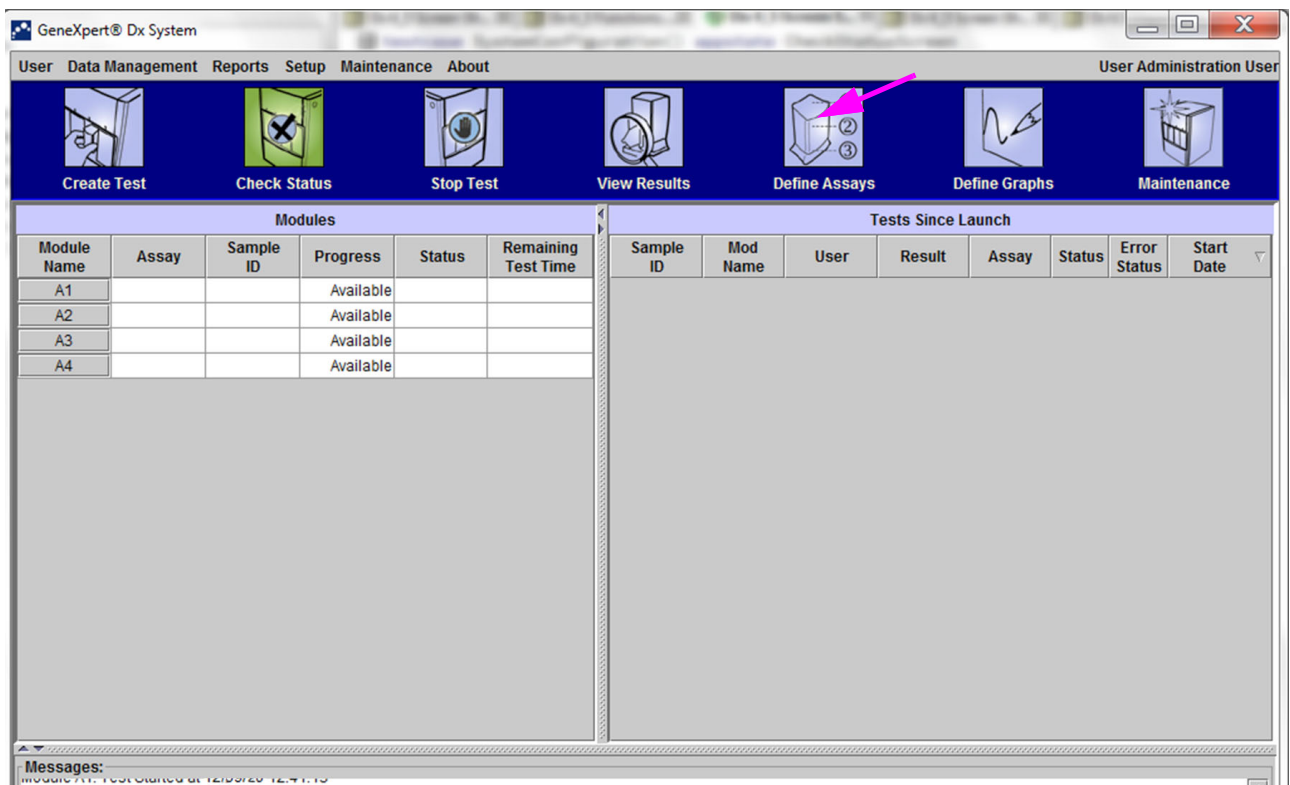 GeneXpert® Dx System
User Data Management Reports Setup Maintenance About User Administration User
② 
③
Create Test Check Status Stop Test View Results Define Assays Define Graphs Maintenance
Modules Tests Since Launch
Module Name Assay Sample ID Progress Status Remaining Test Time Sample ID Mod Name User Result Assay Status Error Status Start Date
A1 Available
A2 Available
A3 Available
A4 Available
Messages: